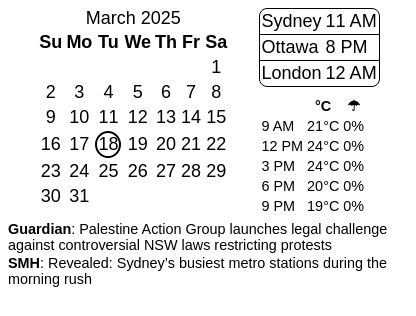 March 2025
Su Mo Tu We Th Fr Sa
1
2 3 4 5 6 7 8
9 10 11 12 13 14 15
16 17 18 19 20 21 22
23 24 25 26 27 28 29
30 31
Sydney 11 AM
Ottawa 8 PM
London 12 AM
°C ☂
9 AM 21°C 0%
12 PM 24°C 0%
3 PM 24°C 0%
6 PM 20°C 0%
9 PM 19°C 0%
Guardian: Palestine Action Group launches legal challenge
against controversial NSW laws restricting protests
SMH: Revealed: Sydney's busiest metro stations during the
morning rush